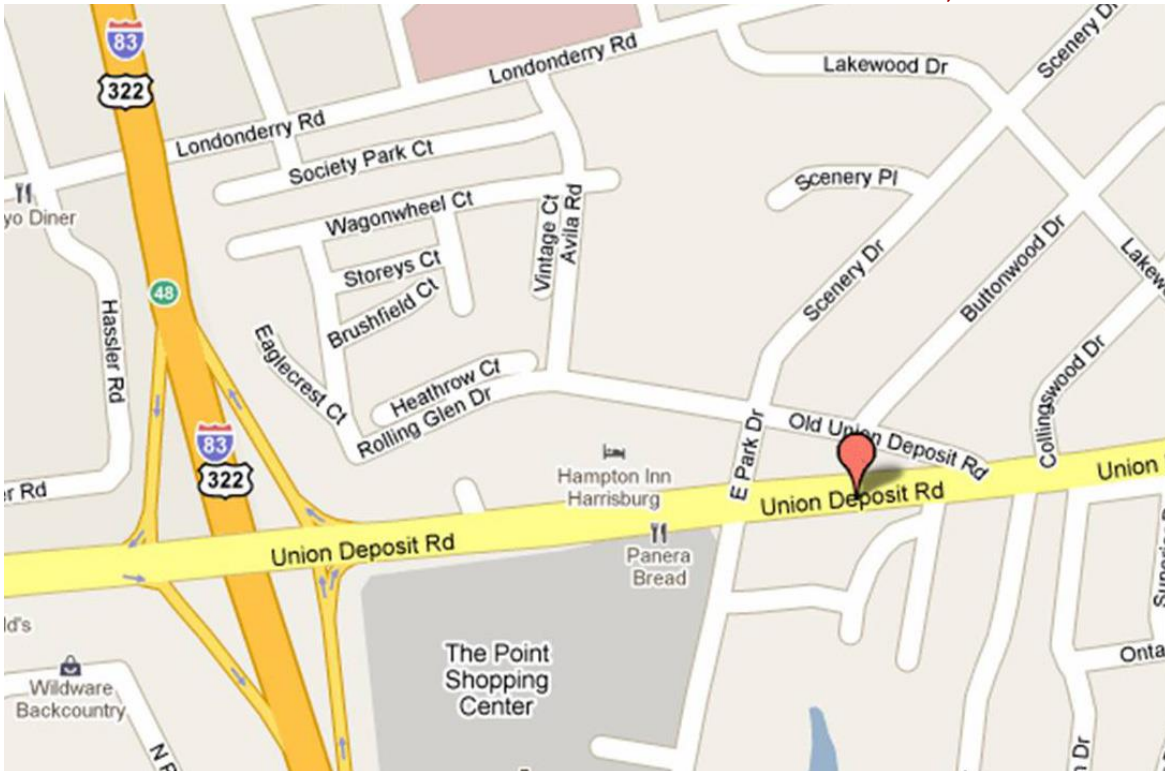 83
322
Londonderry Rd
Lakewood Dr
Scenery Dr
Londonderry Rd
Society Park Ct
Scenery Pl
yo Diner
Wagonwheel Ct
Vintage Ct
Avila Rd
Storeys Ct
Brushfield Ct
48
Hassler Rd
Eaglecrest Ct
Heathrow Ct
Rolling Glen Dr
Scenery Dr
Buttonwood Dr
Lakew
Collingswood Dr
83
322
Hampton Inn
Harrisburg
E Park Dr
Old Union Deposit Rd
er Rd
Union Deposit Rd
Union Deposit Rd
Union
Panera
Bread
ld's
The Point
Shopping
Center
Wildware
Backcountry
Onta
n Dr